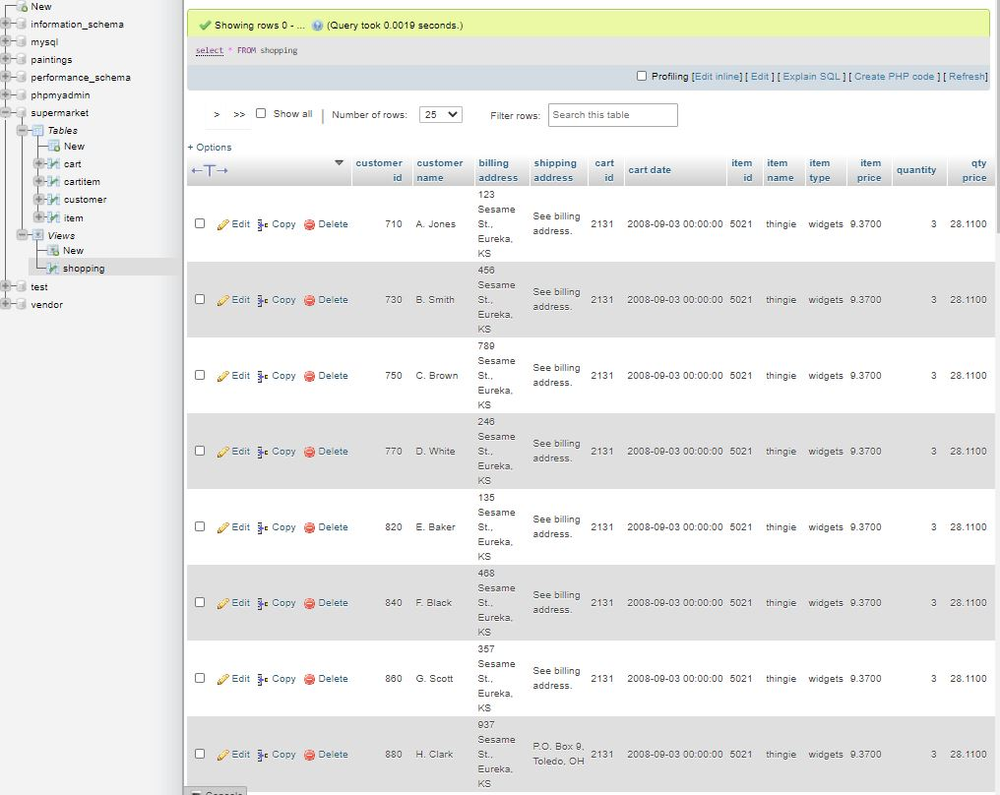 New
information_schema
mysql
paintings
performance_schema
phpmyadmin
supermarket
Tables
New
cart
cartitem
customer
item
Views
New
shopping
test
vendor
Showing rows 0 - ... (Query took 0.0019 seconds.)
select * FROM shopping
Profiling [Edit inline] [ Edit ] [ Explain SQL ] [ Create PHP code ] [ Refresh]
> >> Show all | Number of rows: 25 Filter rows: Search this table
+ Options
←T→ customer id customer name billing address shipping address cart id cart date item id item name item type item price quantity qty price
Edit Copy Delete 710 A. Jones 123 Sesame St., Eureka, KS See billing address. 2131 2008-09-03 00:00:00 5021 thingie widgets 9.3700 3 28.1100
Edit Copy Delete 730 B. Smith 456 Sesame St., Eureka, KS See billing address. 2131 2008-09-03 00:00:00 5021 thingie widgets 9.3700 3 28.1100
Edit Copy Delete 750 C. Brown 789 Sesame St., Eureka, KS See billing address. 2131 2008-09-03 00:00:00 5021 thingie widgets 9.3700 3 28.1100
Edit Copy Delete 770 D. White 246 Sesame St., Eureka, KS See billing address. 2131 2008-09-03 00:00:00 5021 thingie widgets 9.3700 3 28.1100
Edit Copy Delete 820 E. Baker 135 Sesame St., Eureka, KS See billing address. 2131 2008-09-03 00:00:00 5021 thingie widgets 9.3700 3 28.1100
Edit Copy Delete 840 F. Black 468 Sesame St., Eureka, KS See billing address. 2131 2008-09-03 00:00:00 5021 thingie widgets 9.3700 3 28.1100
Edit Copy Delete 860 G. Scott 357 Sesame St., Eureka, KS See billing address. 2131 2008-09-03 00:00:00 5021 thingie widgets 9.3700 3 28.1100
Edit Copy Delete 880 H. Clark 937 Sesame St., Eureka, KS P.O. Box 9, Toledo, OH 2131 2008-09-03 00:00:00 5021 thingie widgets 9.3700 3 28.1100
Console